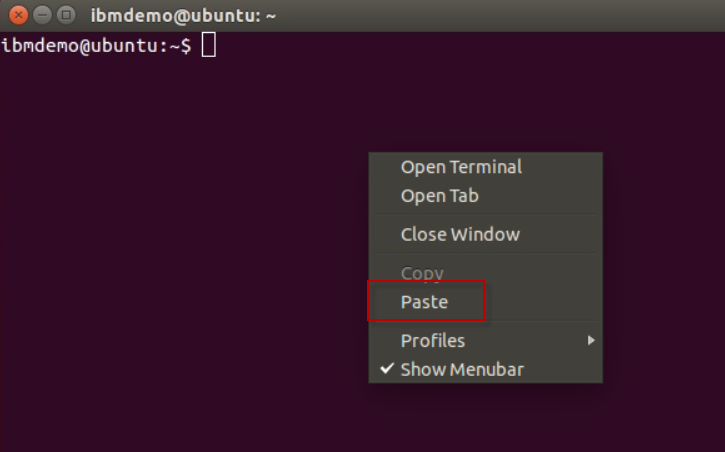 ibmdemo@ubuntu: ~
ibmdemo@ubuntu:~$
Open Terminal
Open Tab
Close Window
Copy
Paste
Profiles
Show Menubar